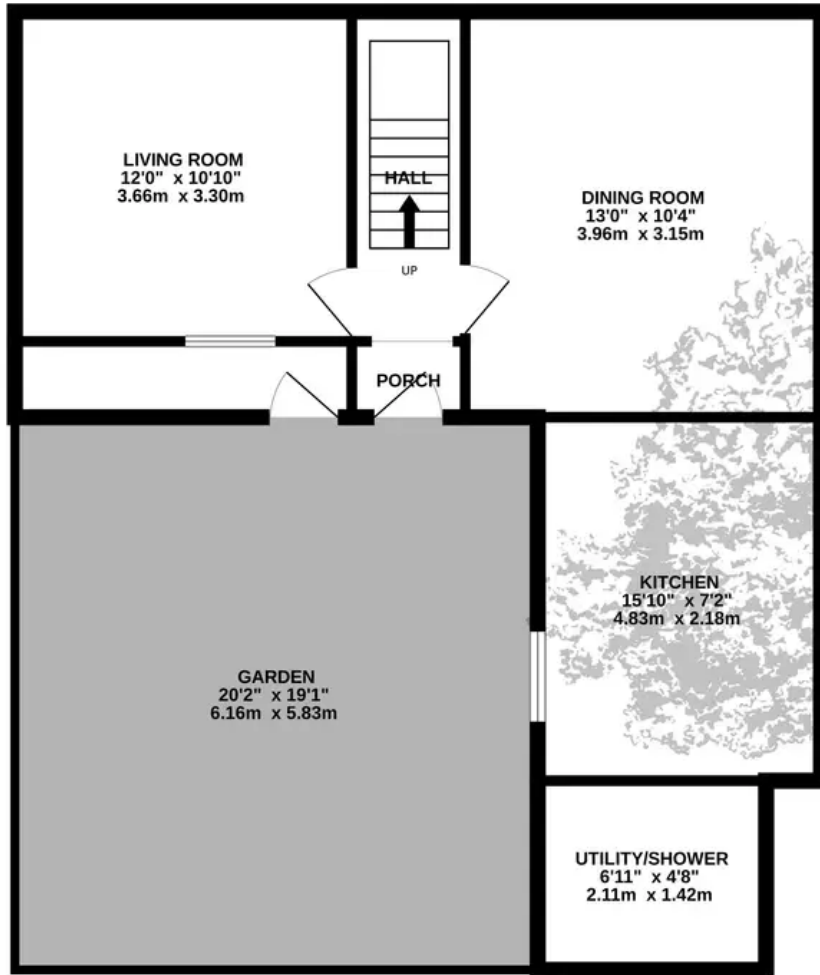 LIVING ROOM
12'0" x 10'10"
3.66m x 3.30m
HALL
UP
DINING ROOM
13'0" x 10'4"
3.96m x 3.15m
PORCH
KITCHEN
15'10" x 7'2"
4.83m x 2.18m
GARDEN
20'2" x 19'1"
6.16m x 5.83m
UTILITY/SHOWER
6'11" x 4'8"
2.11m x 1.42m